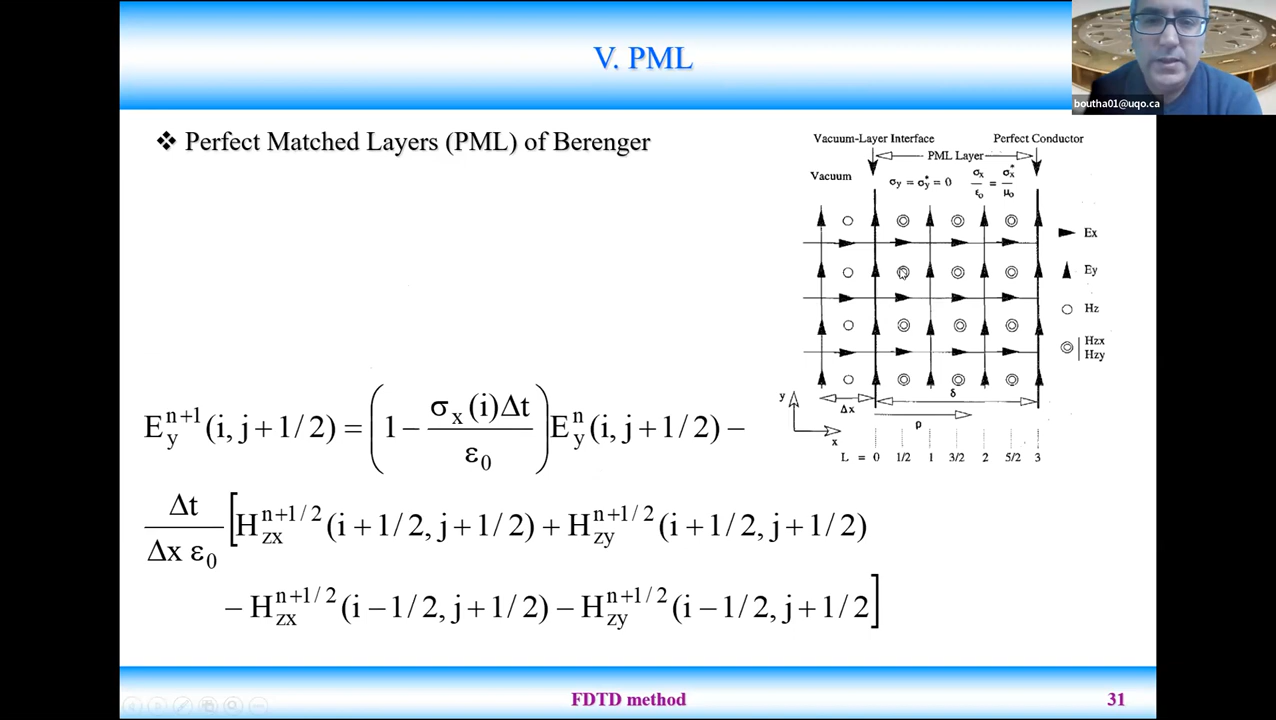 V. PML
boutha01@uqo.ca
❖ Perfect Matched Layers (PML) of Berenger
Vacuum-Layer Interface
Perfect Conductor
PML Layer
Vacuum
σy = σy* = 0
σx / ε0 = σx* / μ0
Ex
Ey
Hz
Hzx
Hzy
y
Δx
δ
x
p
L = 0 1/2 1 3/2 2 5/2 3
E_y^{n+1}(i, j+1/2) = (1 − σ_x(i)Δt / ε_0) E_y^n(i, j+1/2) −
Δt / Δx ε_0 [H_zx^{n+1/2}(i+1/2, j+1/2) + H_zy^{n+1/2}(i+1/2, j+1/2)
− H_zx^{n+1/2}(i−1/2, j+1/2) − H_zy^{n+1/2}(i−1/2, j+1/2]
FDTD method
31